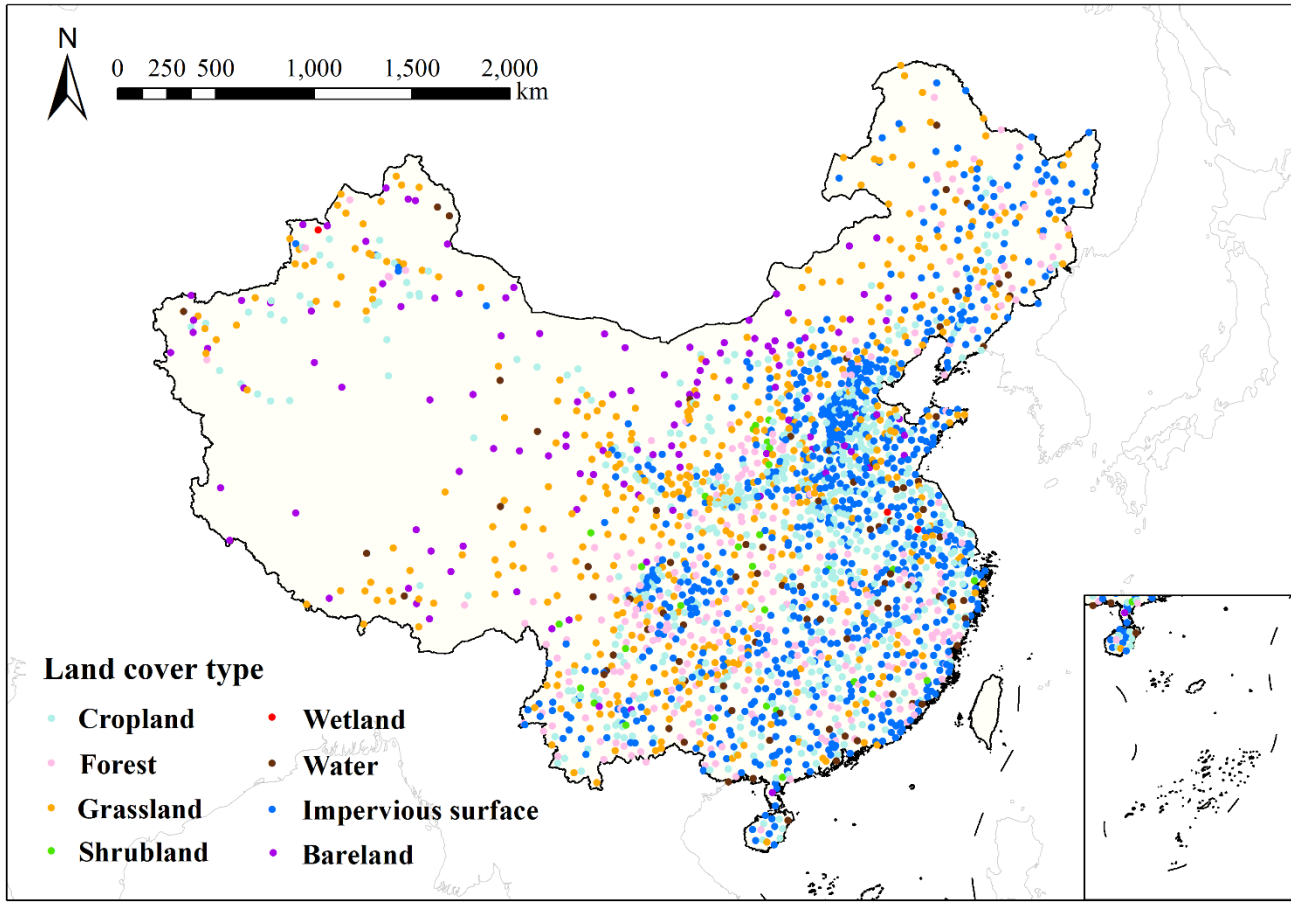 N
0 250 500 1,000 1,500 2,000
km
Land cover type
Cropland
Forest
Grassland
Shrubland
Wetland
Water
Impervious surface
Bareland